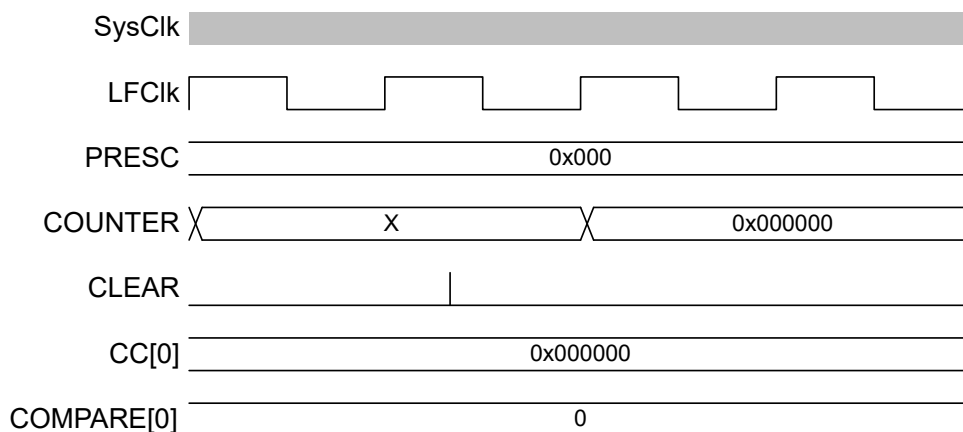 SysClk
LFClk
PRESC 0x000
COUNTER X 0x000000
CLEAR
CC[0] 0x000000
COMPARE[0] 0